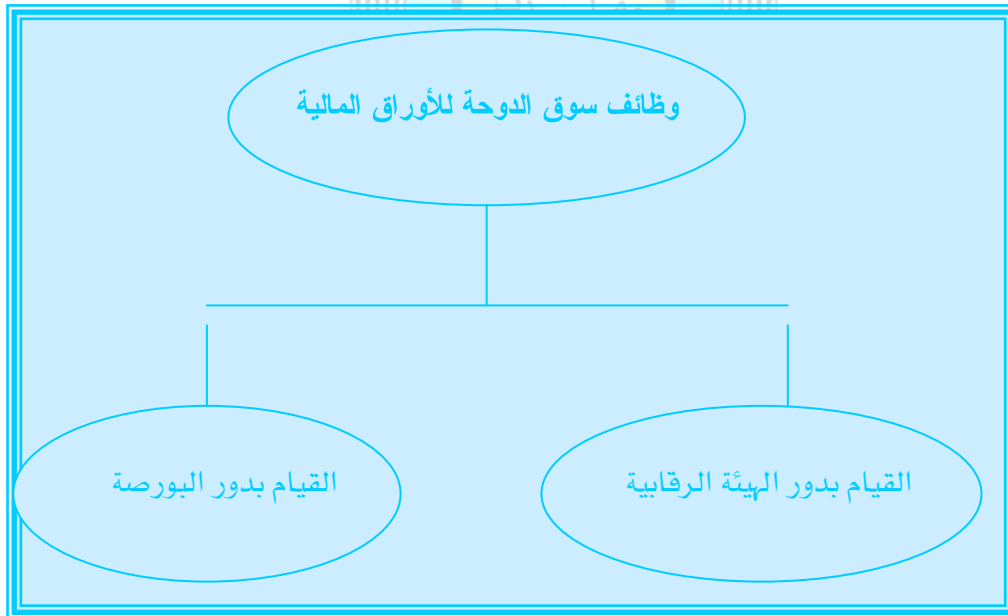 وظائف سوق الدوحة للأوراق المالية
القيام بدور الهيئة الرقابية
القيام بدور البورصة